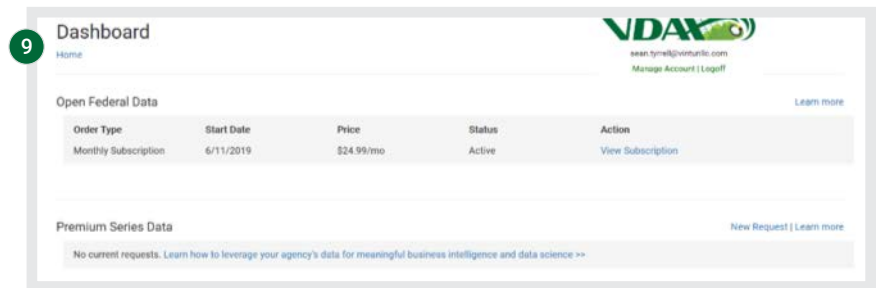 9
Dashboard
Home
VDAX
sean.tyrrell@vinturllc.com
Manage Account | Logoff
Open Federal Data
Learn more
Order Type Start Date Price Status Action
Monthly Subscription 6/11/2019 $24.99/mo Active View Subscription
Premium Series Data
New Request | Learn more
No current requests. Learn how to leverage your agency's data for meaningful business intelligence and data science >>